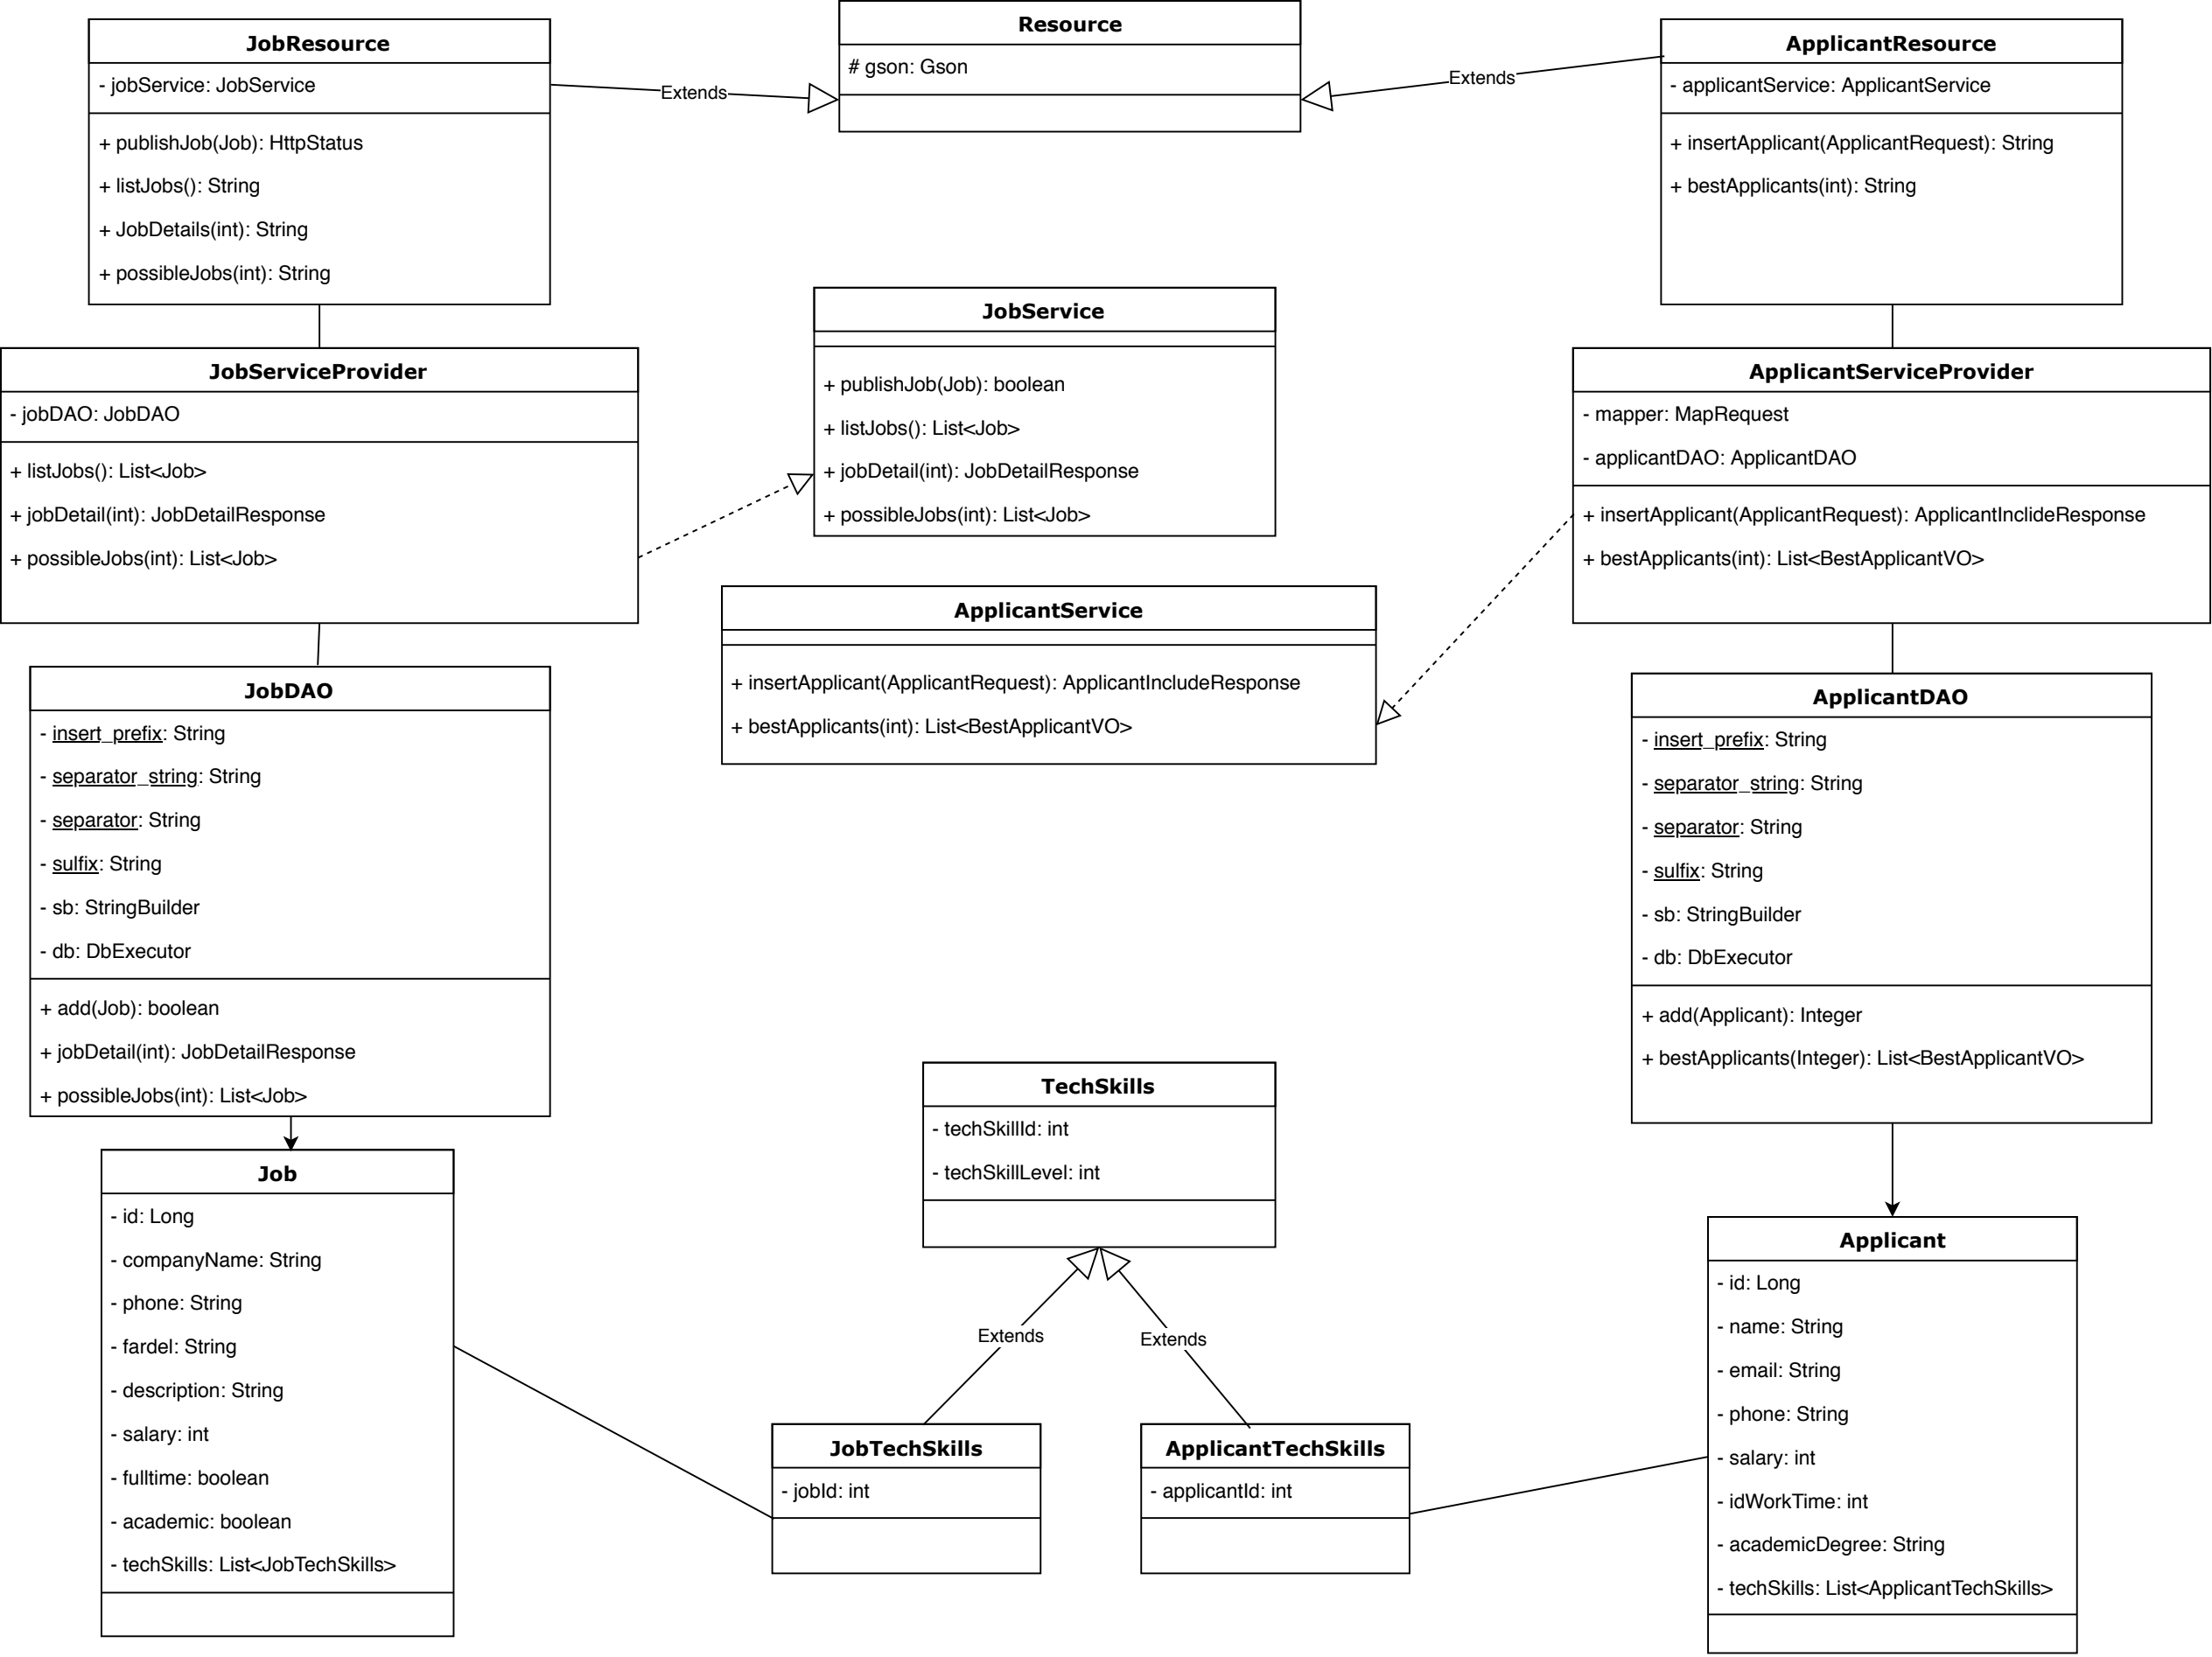 JobResource
- jobService: JobService
+ publishJob(Job): HttpStatus
+ listJobs(): String
+ JobDetails(int): String
+ possibleJobs(int): String
Extends
Resource
# gson: Gson
Extends
ApplicantResource
- applicantService: ApplicantService
+ insertApplicant(ApplicantRequest): String
+ bestApplicants(int): String
JobServiceProvider
- jobDAO: JobDAO
+ listJobs(): List<Job>
+ jobDetail(int): JobDetailResponse
+ possibleJobs(int): List<Job>
JobService
+ publishJob(Job): boolean
+ listJobs(): List<Job>
+ jobDetail(int): JobDetailResponse
+ possibleJobs(int): List<Job>
ApplicantServiceProvider
- mapper: MapRequest
- applicantDAO: ApplicantDAO
+ insertApplicant(ApplicantRequest): ApplicantInclideResponse
+ bestApplicants(int): List<BestApplicantVO>
ApplicantService
+ insertApplicant(ApplicantRequest): ApplicantIncludeResponse
+ bestApplicants(int): List<BestApplicantVO>
JobDAO
- insert_prefix: String
- separator_string: String
- separator: String
- sulfix: String
- sb: StringBuilder
- db: DbExecutor
+ add(Job): boolean
+ jobDetail(int): JobDetailResponse
+ possibleJobs(int): List<Job>
ApplicantDAO
- insert_prefix: String
- separator_string: String
- separator: String
- sulfix: String
- sb: StringBuilder
- db: DbExecutor
+ add(Applicant): Integer
+ bestApplicants(Integer): List<BestApplicantVO>
TechSkills
- techSkillId: int
- techSkillLevel: int
Extends
Extends
Job
- id: Long
- companyName: String
- phone: String
- fardel: String
- description: String
- salary: int
- fulltime: boolean
- academic: boolean
- techSkills: List<JobTechSkills>
JobTechSkills
- jobId: int
ApplicantTechSkills
- applicantId: int
Applicant
- id: Long
- name: String
- email: String
- phone: String
- salary: int
- idWorkTime: int
- academicDegree: String
- techSkills: List<ApplicantTechSkills>